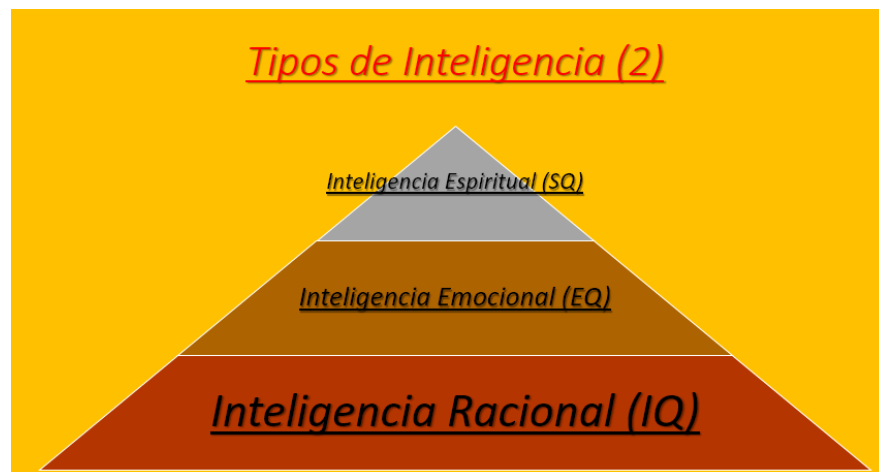 Tipos de Inteligencia (2)
Inteligencia Espiritual (SQ)
Inteligencia Emocional (EQ)
Inteligencia Racional (IQ)